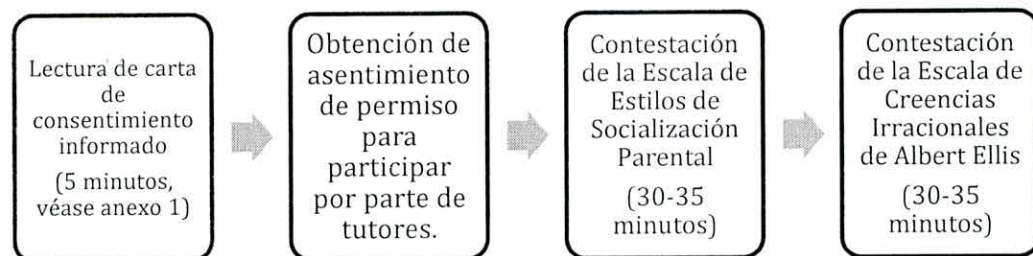 Lectura de carta
de
consentimiento
informado
(5 minutos,
véase anexo 1)
Obtención de
asentimiento
de permiso
para
participar
por parte de
tutores.
Contestación
de la Escala de
Estilos de
Socialización
Parental
(30-35
minutos)
Contestación
de la Escala de
Creencias
Irracionales
de Albert Ellis
(30-35
minutos)